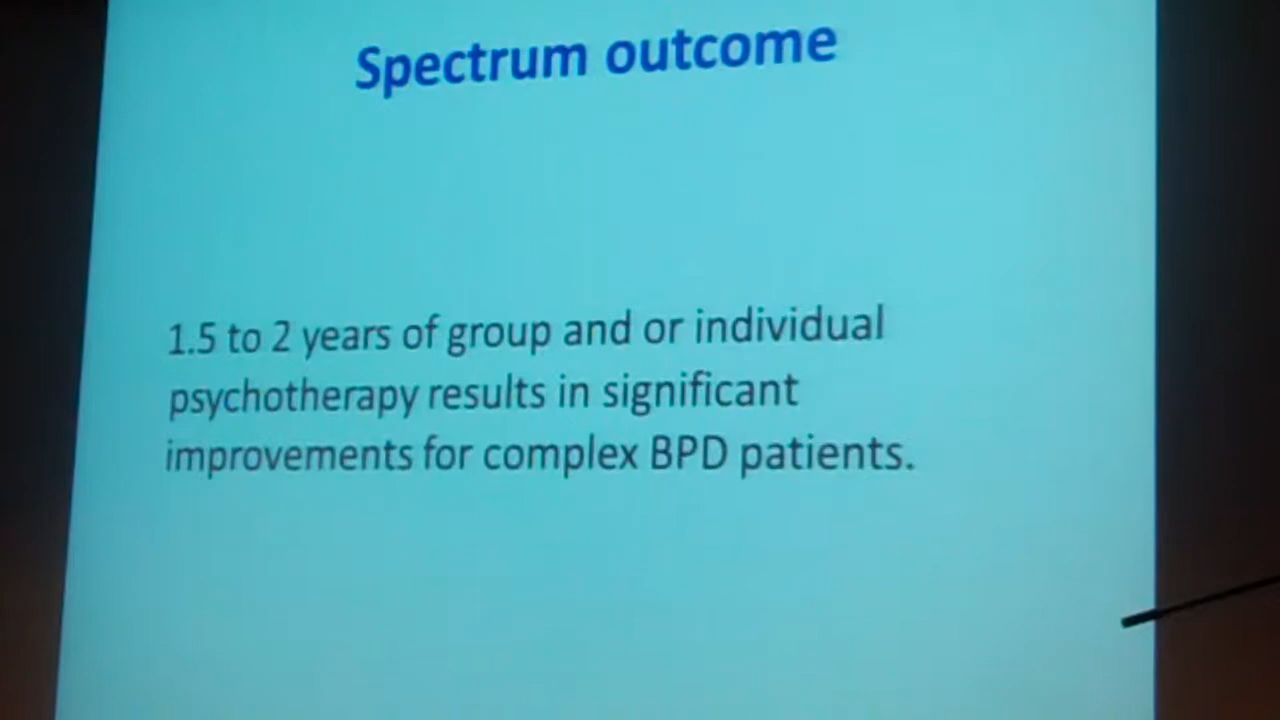 Spectrum outcome
1.5 to 2 years of group and or individual
psychotherapy results in significant
improvements for complex BPD patients.